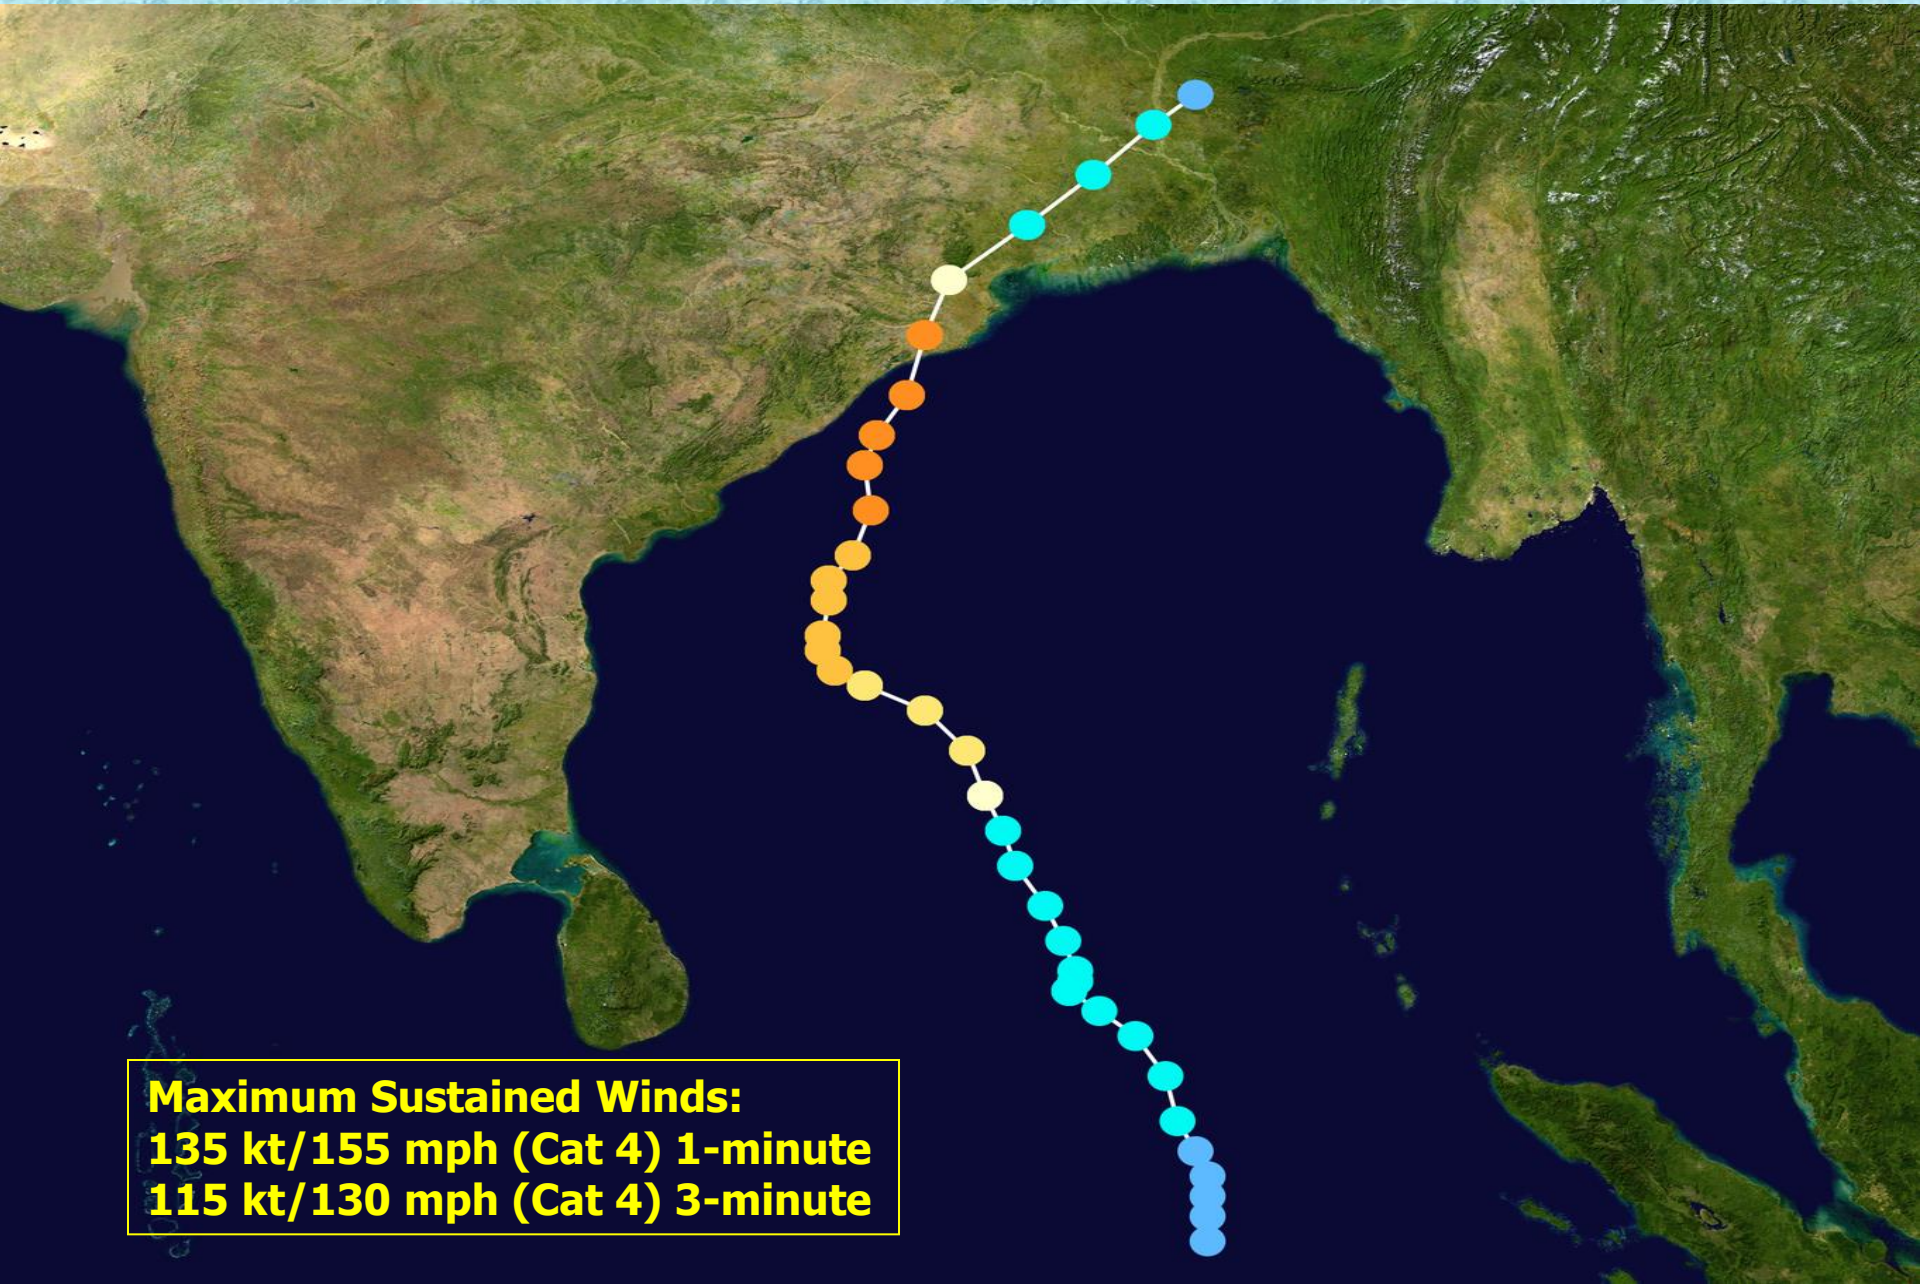 Maximum Sustained Winds:
135 kt/155 mph (Cat 4) 1-minute
115 kt/130 mph (Cat 4) 3-minute